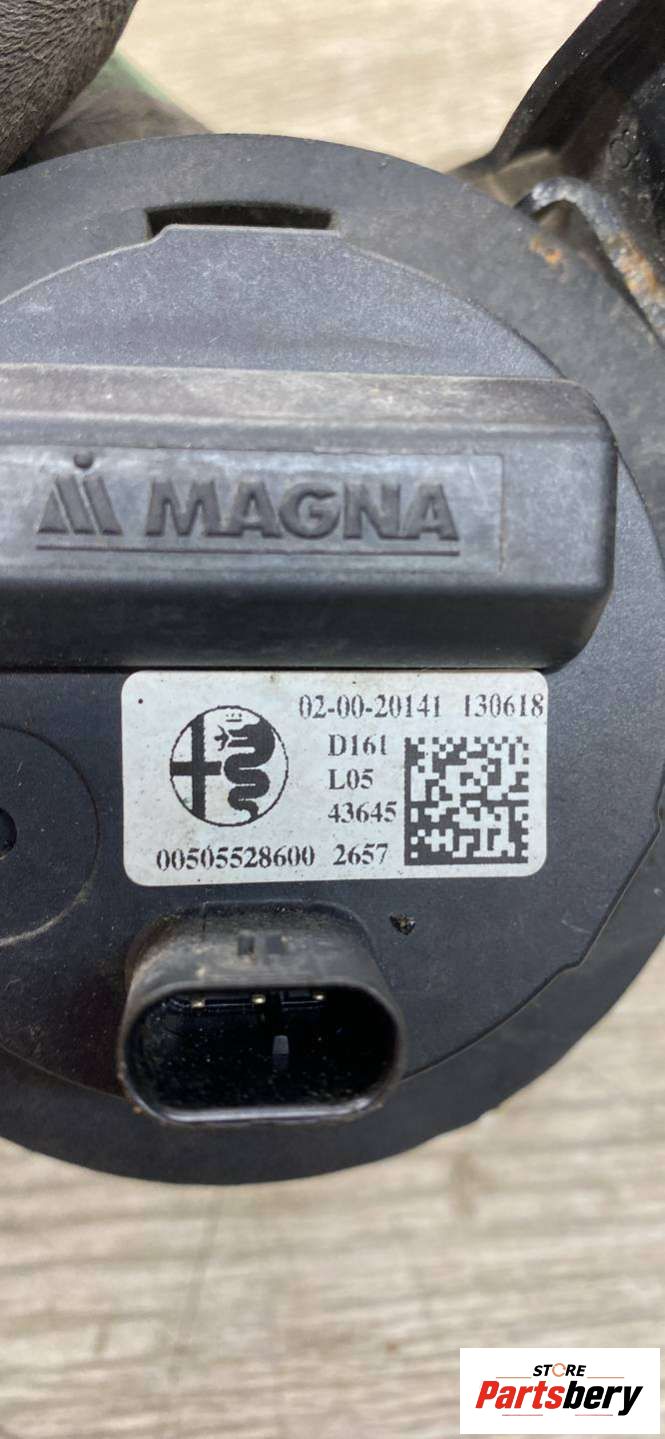 MAGNA
02-00-20141 130618
D161
L05
43645
00505528600 2657
STORE
Partsbery